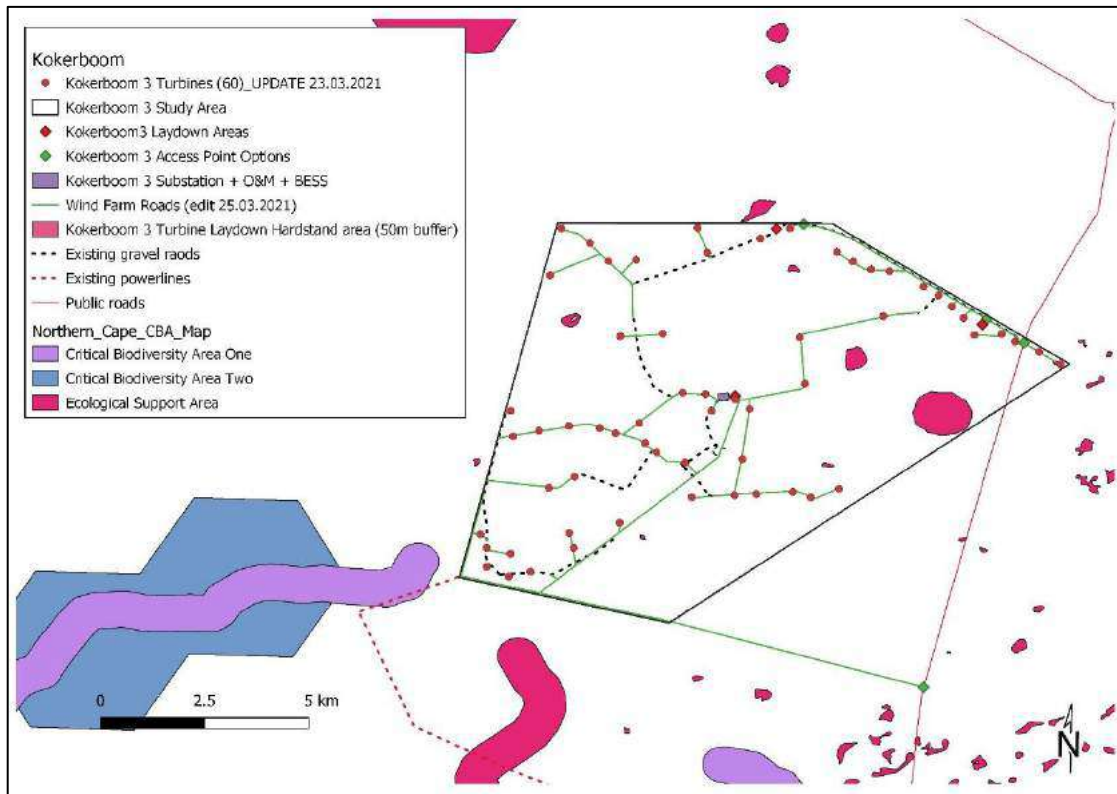 Kokerboom
Kokerboom 3 Turbines (60)_UPDATE 23.03.2021
Kokerboom 3 Study Area
Kokerboom3 Laydown Areas
Kokerboom 3 Access Point Options
Kokerboom 3 Substation + O&M + BESS
Wind Farm Roads (edit 25.03.2021)
Kokerboom 3 Turbine Laydown Hardstand area (50m buffer)
Existing gravel raods
Existing powerlines
Public roads
Northern_Cape_CBA_Map
Critical Biodiversity Area One
Critical Biodiversity Area Two
Ecological Support Area
0 2.5 5 km
N